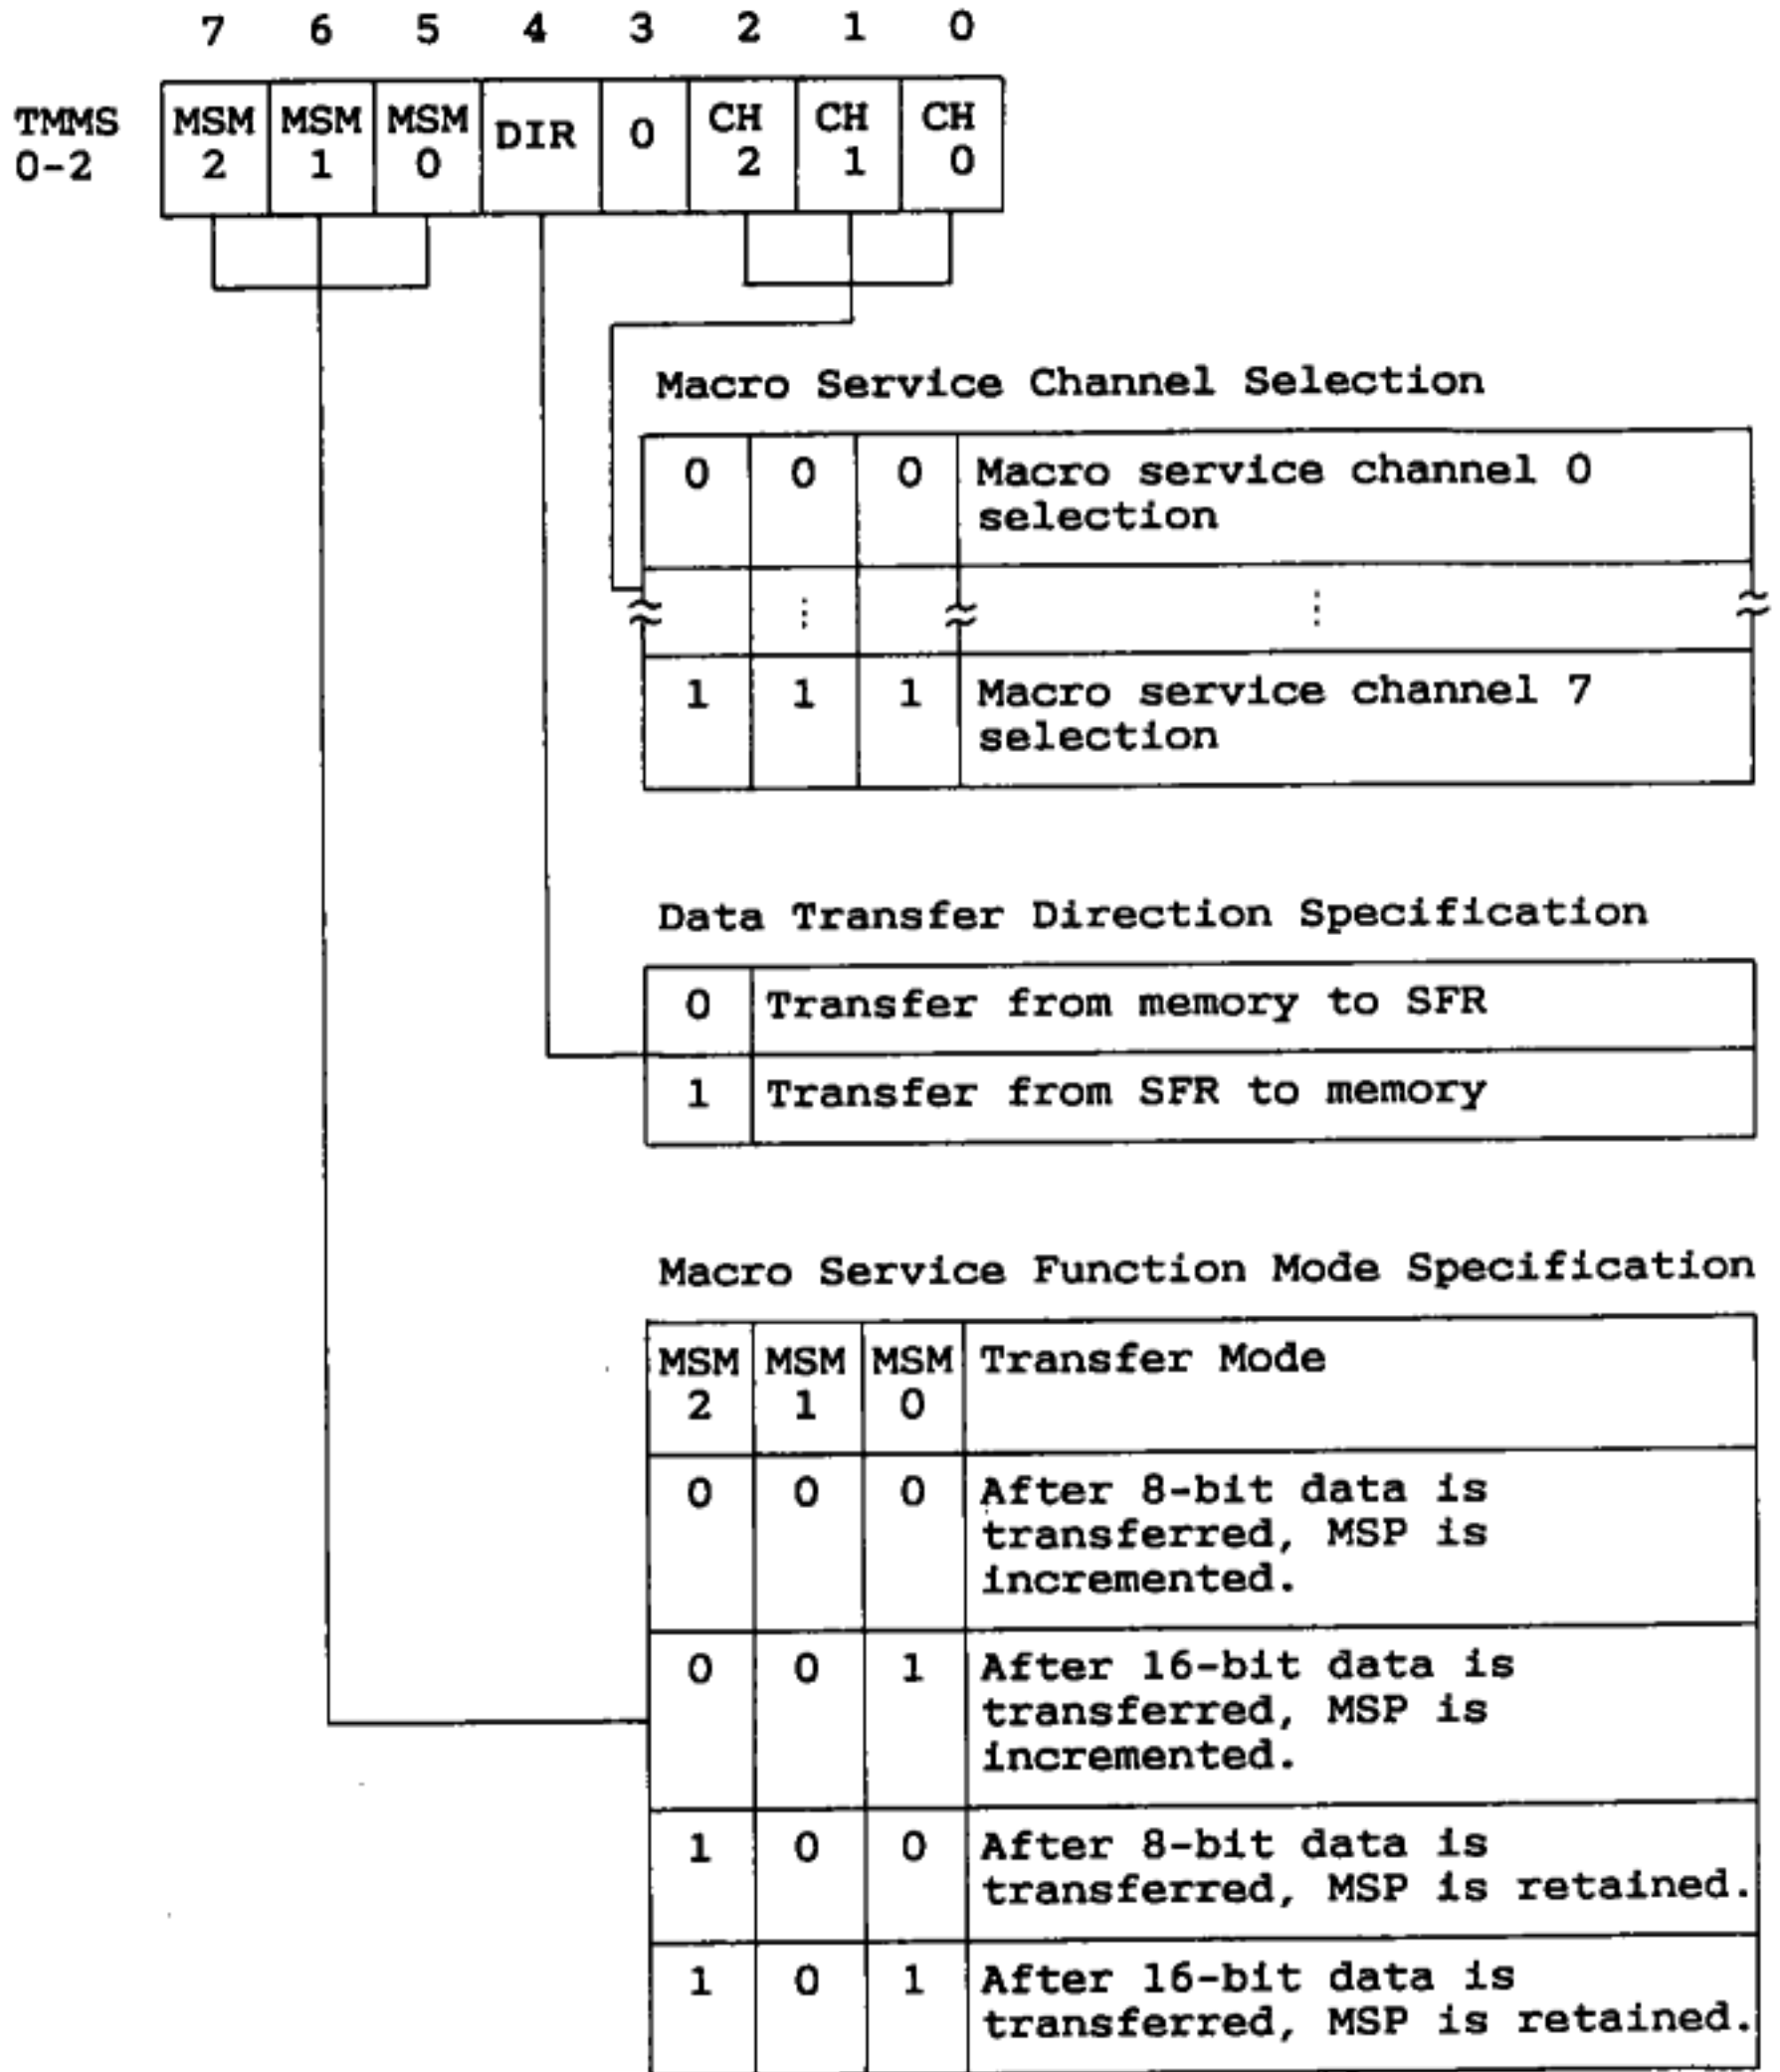 7 6 5 4 3 2 1 0
TMMS 0-2
MSM 2 MSM 1 MSM 0 DIR 0 CH 2 CH 1 CH 0
Macro Service Channel Selection
0 0 0 Macro service channel 0
selection
⋮ ⋮
1 1 1 Macro service channel 7
selection
Data Transfer Direction Specification
0 Transfer from memory to SFR
1 Transfer from SFR to memory
Macro Service Function Mode Specification
MSM 2 MSM 1 MSM 0 Transfer Mode
0 0 0 After 8-bit data is
transferred, MSP is
incremented.
0 0 1 After 16-bit data is
transferred, MSP is
incremented.
1 0 0 After 8-bit data is
transferred, MSP is retained.
1 0 1 After 16-bit data is
transferred, MSP is retained.